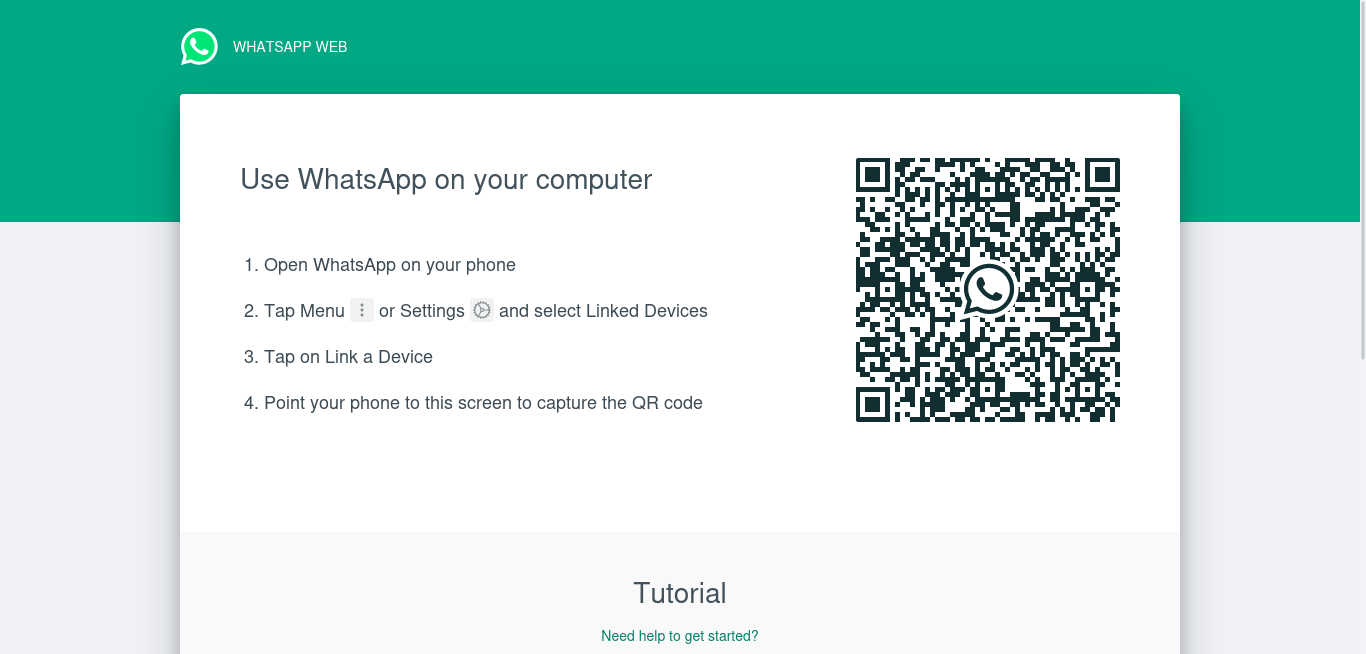 WHATSAPP WEB
Use WhatsApp on your computer
1. Open WhatsApp on your phone
2. Tap Menu or Settings and select Linked Devices
3. Tap on Link a Device
4. Point your phone to this screen to capture the QR code
Tutorial
Need help to get started?